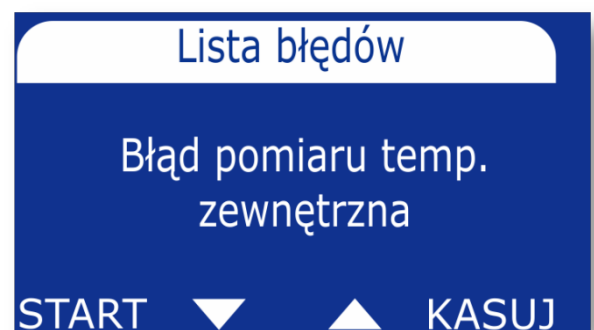 Lista błędów
Błąd pomiaru temp.
zewnętrzna
START KASUJ